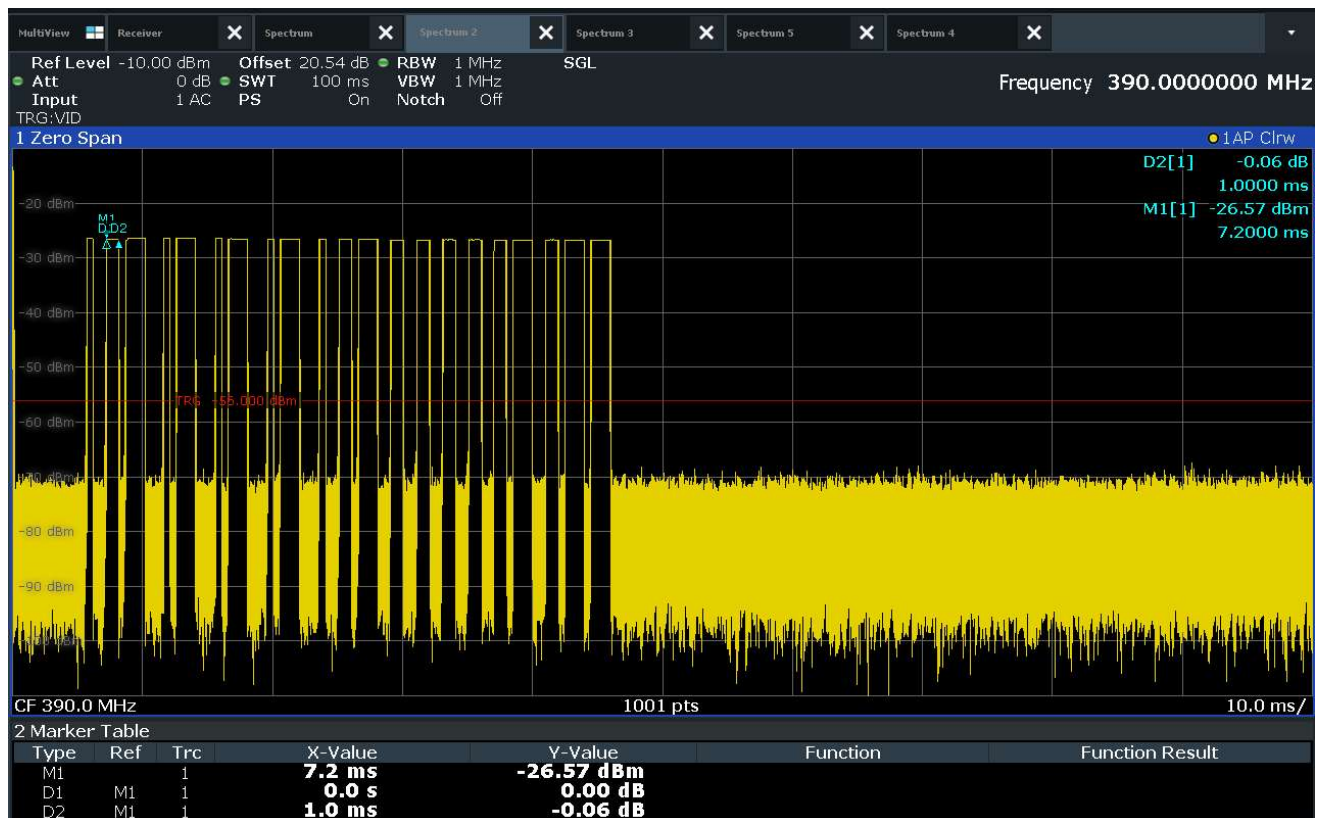 MultiView Receiver Spectrum Spectrum 2 Spectrum 3 Spectrum 5 Spectrum 4
Ref Level -10.00 dBm Offset 20.54 dB RBW 1 MHz SGL
Att 0 dB SWT 100 ms VBW 1 MHz
Input 1 AC PS On Notch Off
Frequency 390.0000000 MHz
TRG:VID
1 Zero Span 1AP Clrw
D2[1] -0.06 dB
1.0000 ms
M1[1] -26.57 dBm
7.2000 ms
-20 dBm
M1
D2
-30 dBm
-40 dBm
-50 dBm
TRG
-60 dBm
-80 dBm
-90 dBm
CF 390.0 MHz 1001 pts 10.0 ms/
2 Marker Table
Type Ref Trc X-Value Y-Value Function Function Result
M1 1 7.2 ms -26.57 dBm
D1 M1 1 0.0 s 0.00 dB
D2 M1 1 1.0 ms -0.06 dB